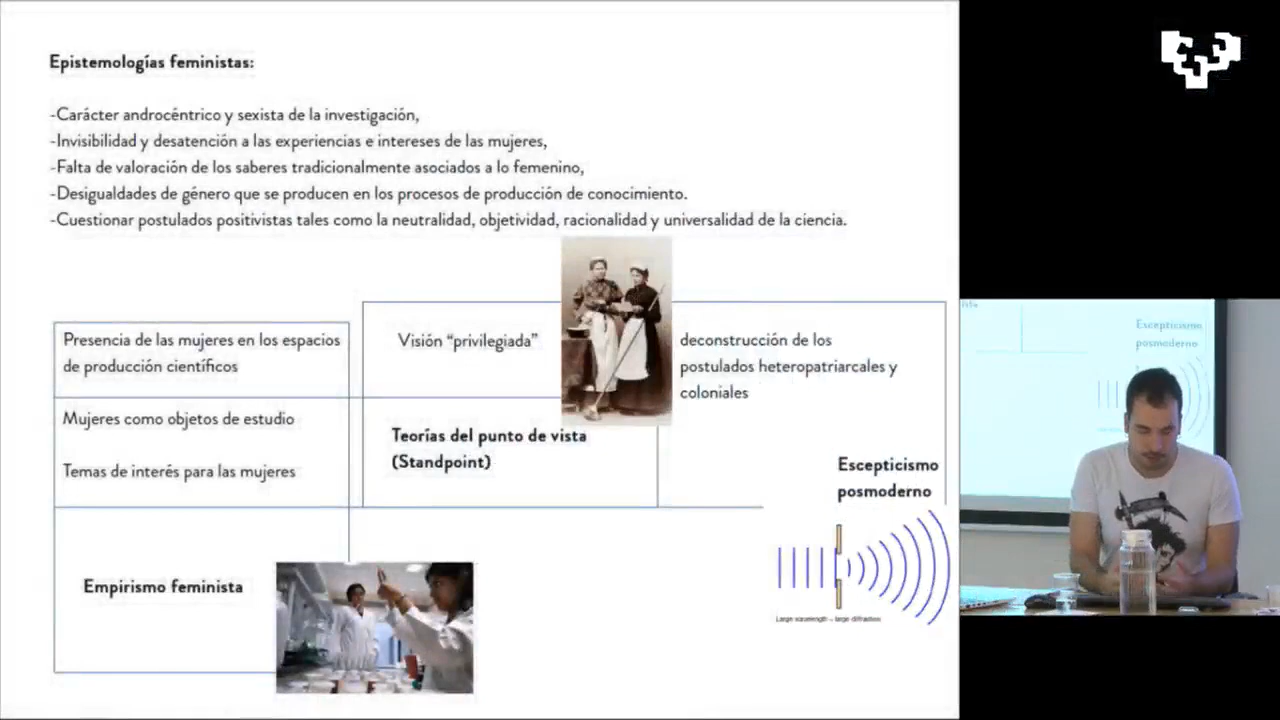 Epistemologías feministas:
-Carácter androcéntrico y sexista de la investigación,
-Invisibilidad y desatención a las experiencias e intereses de las mujeres,
-Falta de valoración de los saberes tradicionalmente asociados a lo femenino,
-Desigualdades de género que se producen en los procesos de producción de conocimiento.
-Cuestionar postulados positivistas tales como la neutralidad, objetividad, racionalidad y universalidad de la ciencia.
Presencia de las mujeres en los espacios
de producción científicos
Mujeres como objetos de estudio
Temas de interés para las mujeres
Empirismo feminista
Visión “privilegiada”
Teorías del punto de vista
(Standpoint)
deconstrucción de los
postulados heteropatriarcales y
coloniales
Escepticismo
posmoderno
Large wavelength – large diffraction
Escepticismo
posmoderno